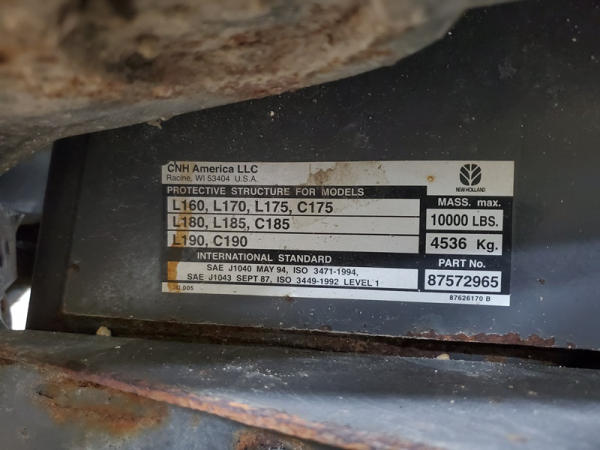 CNH America LLC
Racine, WI 53404 U.S.A.
NEW HOLLAND
PROTECTIVE STRUCTURE FOR MODELS
L160, L170, L175, C175
L180, L185, C185
L190, C190
MASS. max.
10000 LBS.
4536 Kg.
INTERNATIONAL STANDARD
SAE J1040 MAY 94, ISO 3471-1994,
SAE J1043 SEPT 87, ISO 3449-1992 LEVEL 1
PART No.
87572965
87626170 B